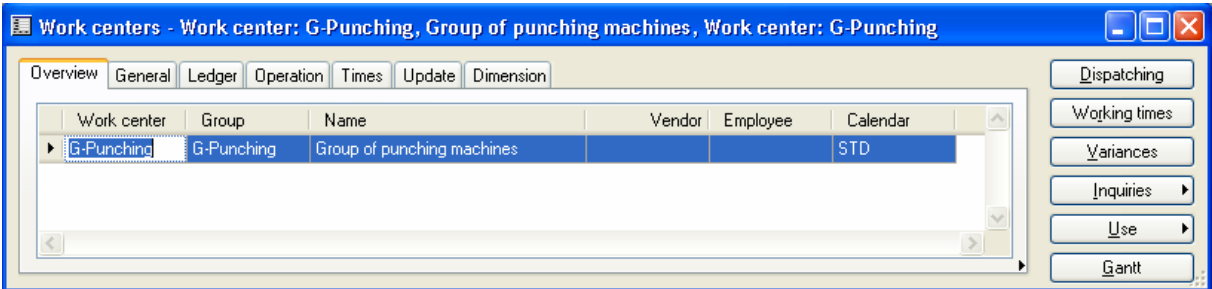 Work centers - Work center: G-Punching, Group of punching machines, Work center: G-Punching
Overview General Ledger Operation Times Update Dimension
Work center Group Name Vendor Employee Calendar
G-Punching G-Punching Group of punching machines STD
Dispatching
Working times
Variances
Inquiries
Use
Gantt